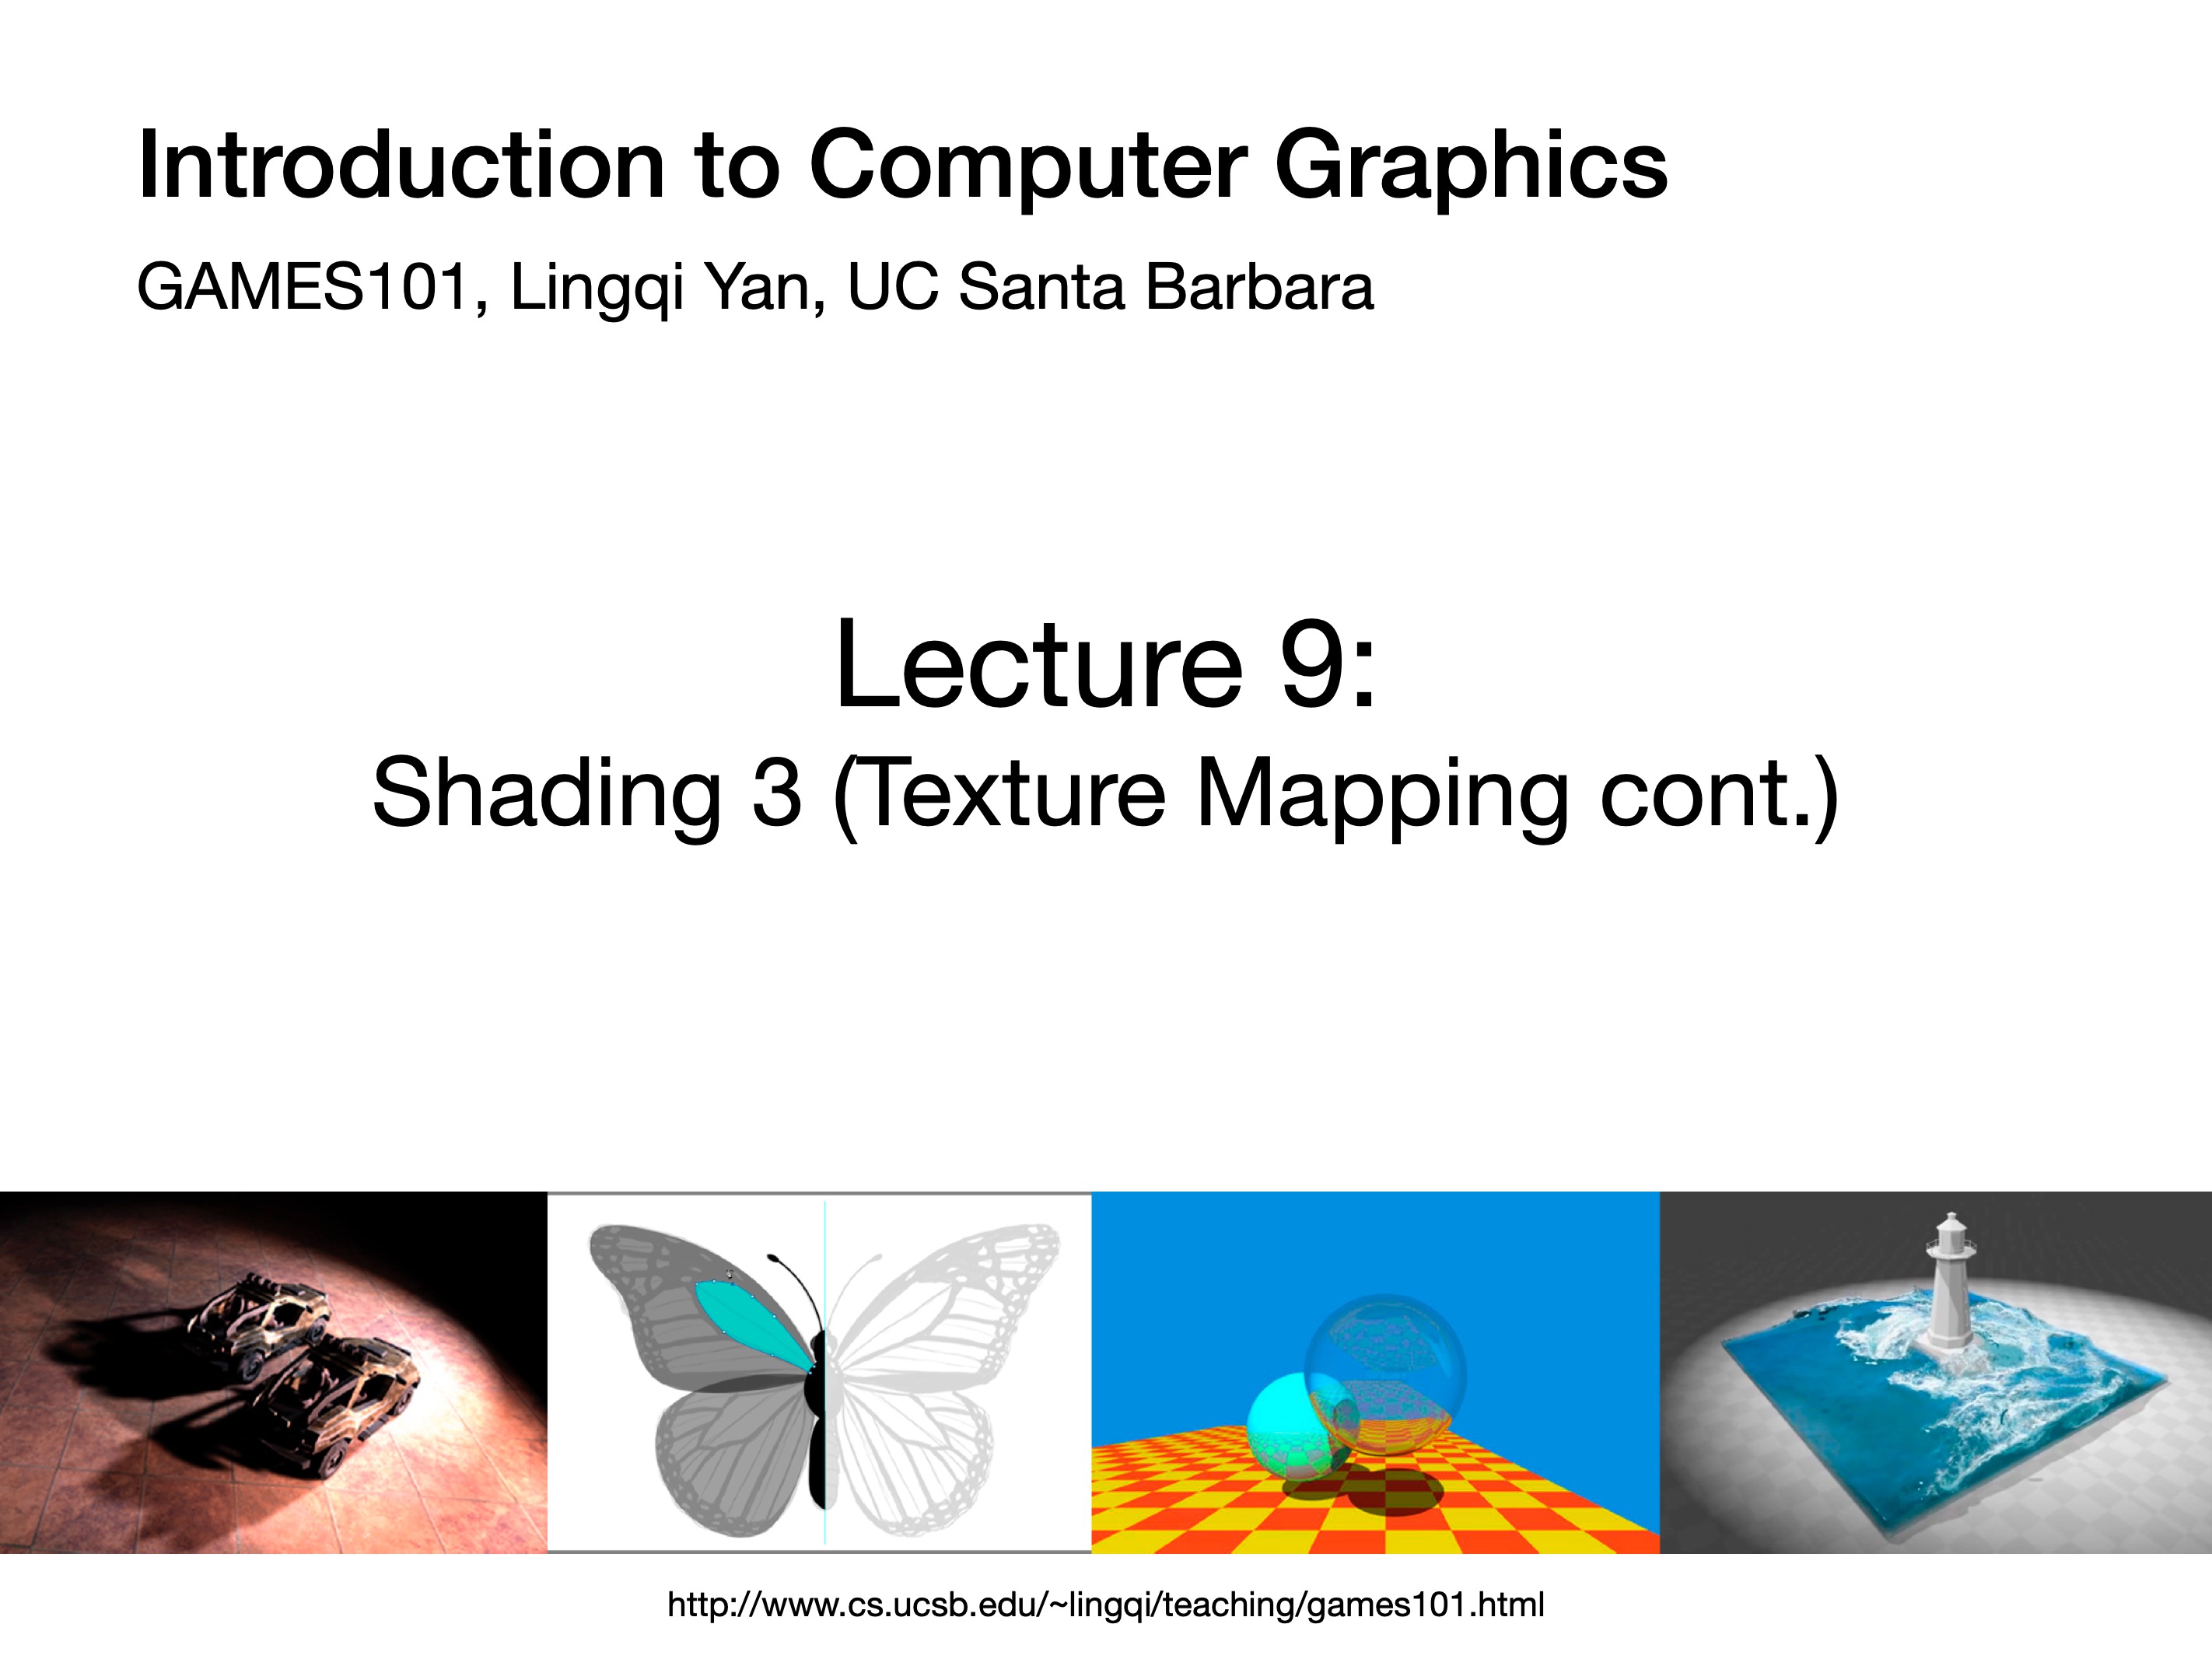 Introduction to Computer Graphics
GAMES101, Lingqi Yan, UC Santa Barbara
Lecture 9:
Shading 3 (Texture Mapping cont.)
http://www.cs.ucsb.edu/~lingqi/teaching/games101.html